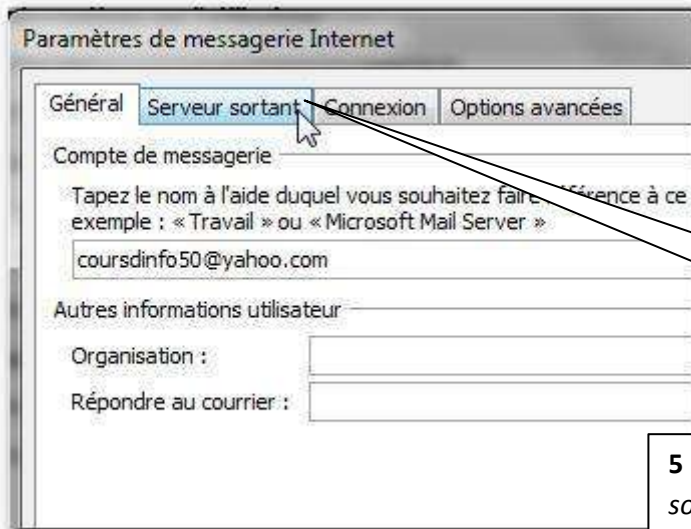 Paramètres de messagerie Internet
Général Serveur sortant Connexion Options avancées
Compte de messagerie
Tapez le nom à l'aide duquel vous souhaitez faire référence à ce
exemple : « Travail » ou « Microsoft Mail Server »
coursdinfo50@yahoo.com
Autres informations utilisateur
Organisation :
Répondre au courrier :
5